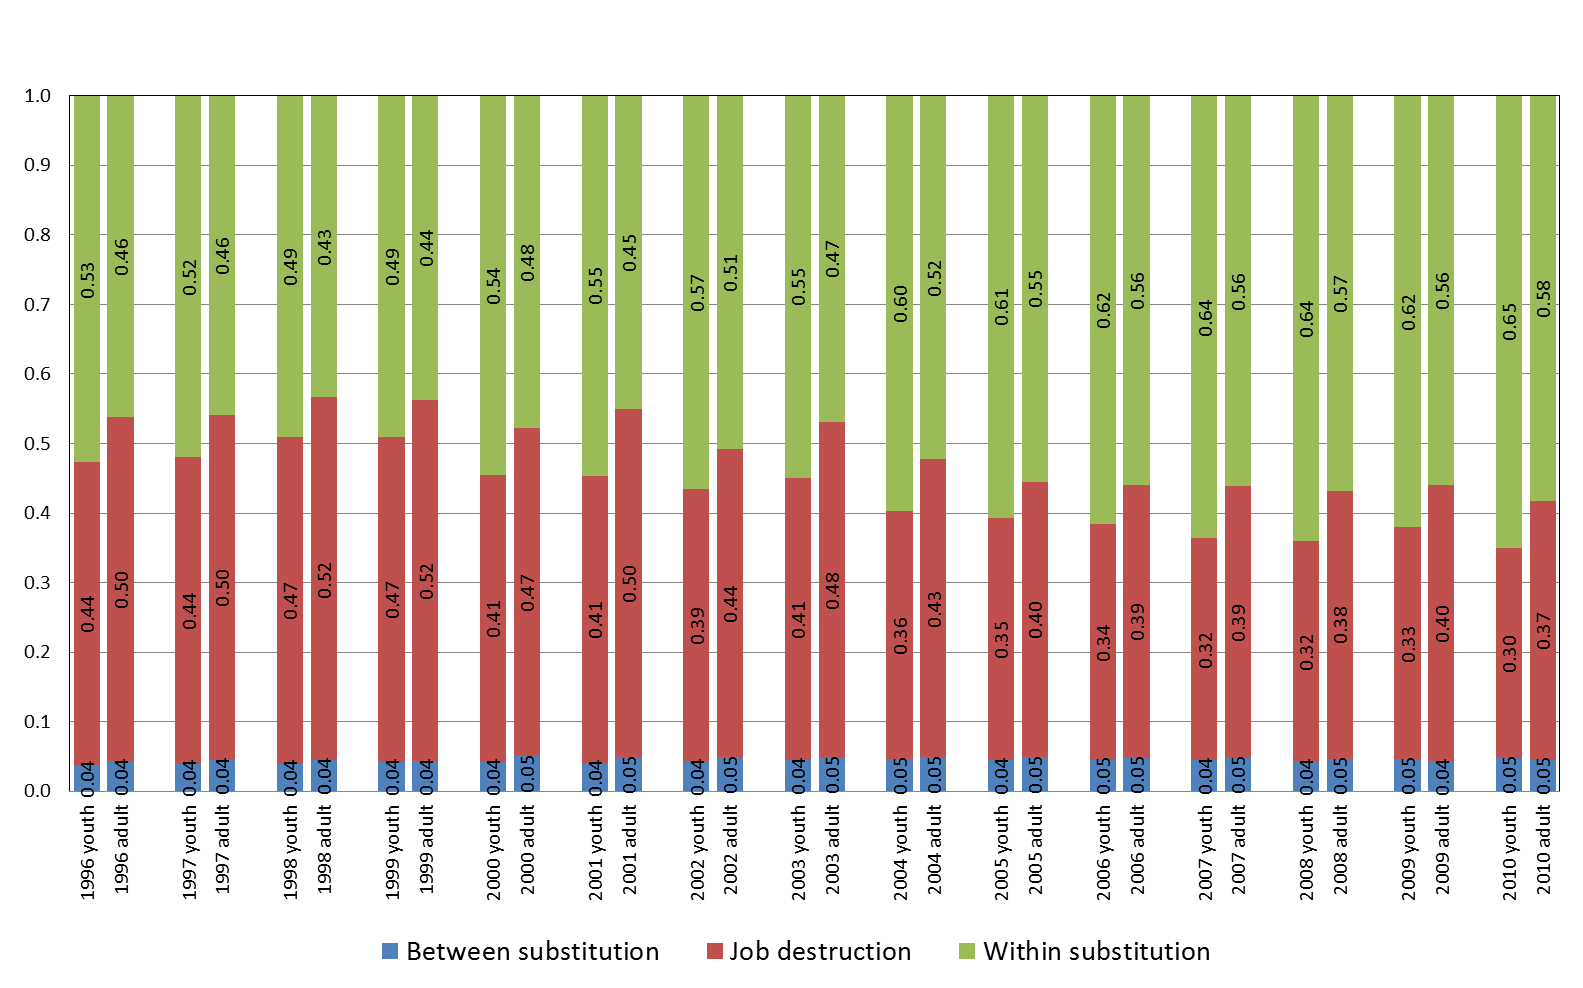 1.0
0.9
0.8
0.7
0.6
0.5
0.4
0.3
0.2
0.1
0.0
0.53 0.46 0.52 0.46 0.49 0.43 0.49 0.44 0.54 0.48 0.55 0.45 0.57 0.51 0.55 0.47 0.60 0.52 0.61 0.55 0.62 0.56 0.64 0.56 0.64 0.57 0.62 0.56 0.65 0.58
0.44 0.50 0.44 0.50 0.47 0.52 0.47 0.52 0.41 0.47 0.41 0.50 0.39 0.44 0.41 0.48 0.36 0.43 0.35 0.40 0.34 0.39 0.32 0.39 0.32 0.38 0.33 0.40 0.30 0.37
0.04 0.04 0.04 0.04 0.04 0.04 0.04 0.04 0.04 0.05 0.04 0.05 0.04 0.05 0.04 0.05 0.05 0.05 0.04 0.05 0.05 0.05 0.04 0.05 0.04 0.05 0.05 0.04 0.05 0.05
1996 youth
1996 adult
1997 youth
1997 adult
1998 youth
1998 adult
1999 youth
1999 adult
2000 youth
2000 adult
2001 youth
2001 adult
2002 youth
2002 adult
2003 youth
2003 adult
2004 youth
2004 adult
2005 youth
2005 adult
2006 youth
2006 adult
2007 youth
2007 adult
2008 youth
2008 adult
2009 youth
2009 adult
2010 youth
2010 adult
Between substitution Job destruction Within substitution